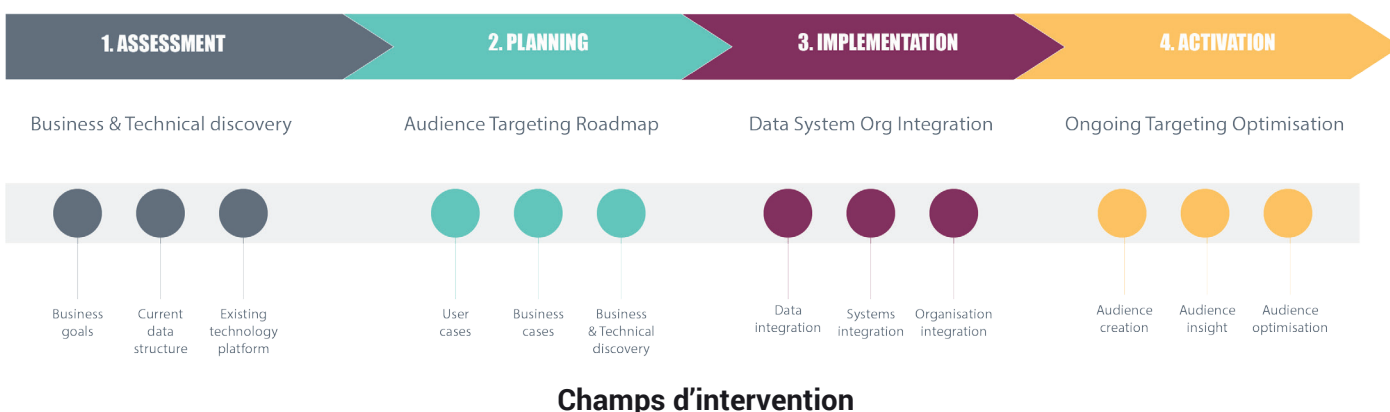 1. ASSESSMENT
2. PLANNING
3. IMPLEMENTATION
4. ACTIVATION
Business & Technical discovery
Audience Targeting Roadmap
Data System Org Integration
Ongoing Targeting Optimisation
Business
goals
Current
data
structure
Existing
technology
platform
User
cases
Business
cases
Business
& Technical
discovery
Data
integration
Systems
integration
Organisation
integration
Audience
creation
Audience
insight
Audience
optimisation
Champs d’intervention